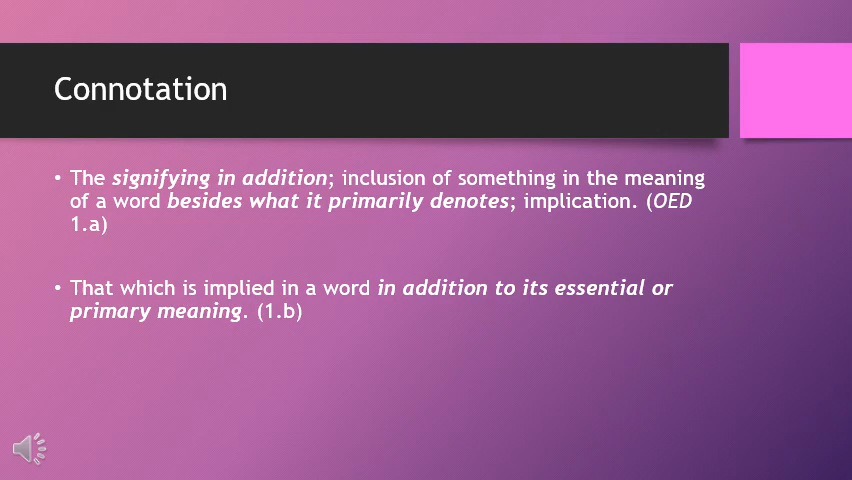 Connotation
• The signifying in addition; inclusion of something in the meaning
of a word besides what it primarily denotes; implication. (OED
1.a)
• That which is implied in a word in addition to its essential or
primary meaning. (1.b)